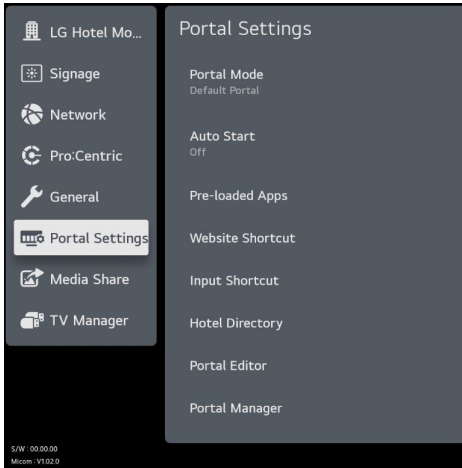 LG Hotel Mo...
Signage
Network
Pro:Centric
General
Portal Settings
Media Share
TV Manager
Portal Settings
Portal Mode
Default Portal
Auto Start
Off
Pre-loaded Apps
Website Shortcut
Input Shortcut
Hotel Directory
Portal Editor
Portal Manager
S/W : 00.00.00
Micom : V1.02.0